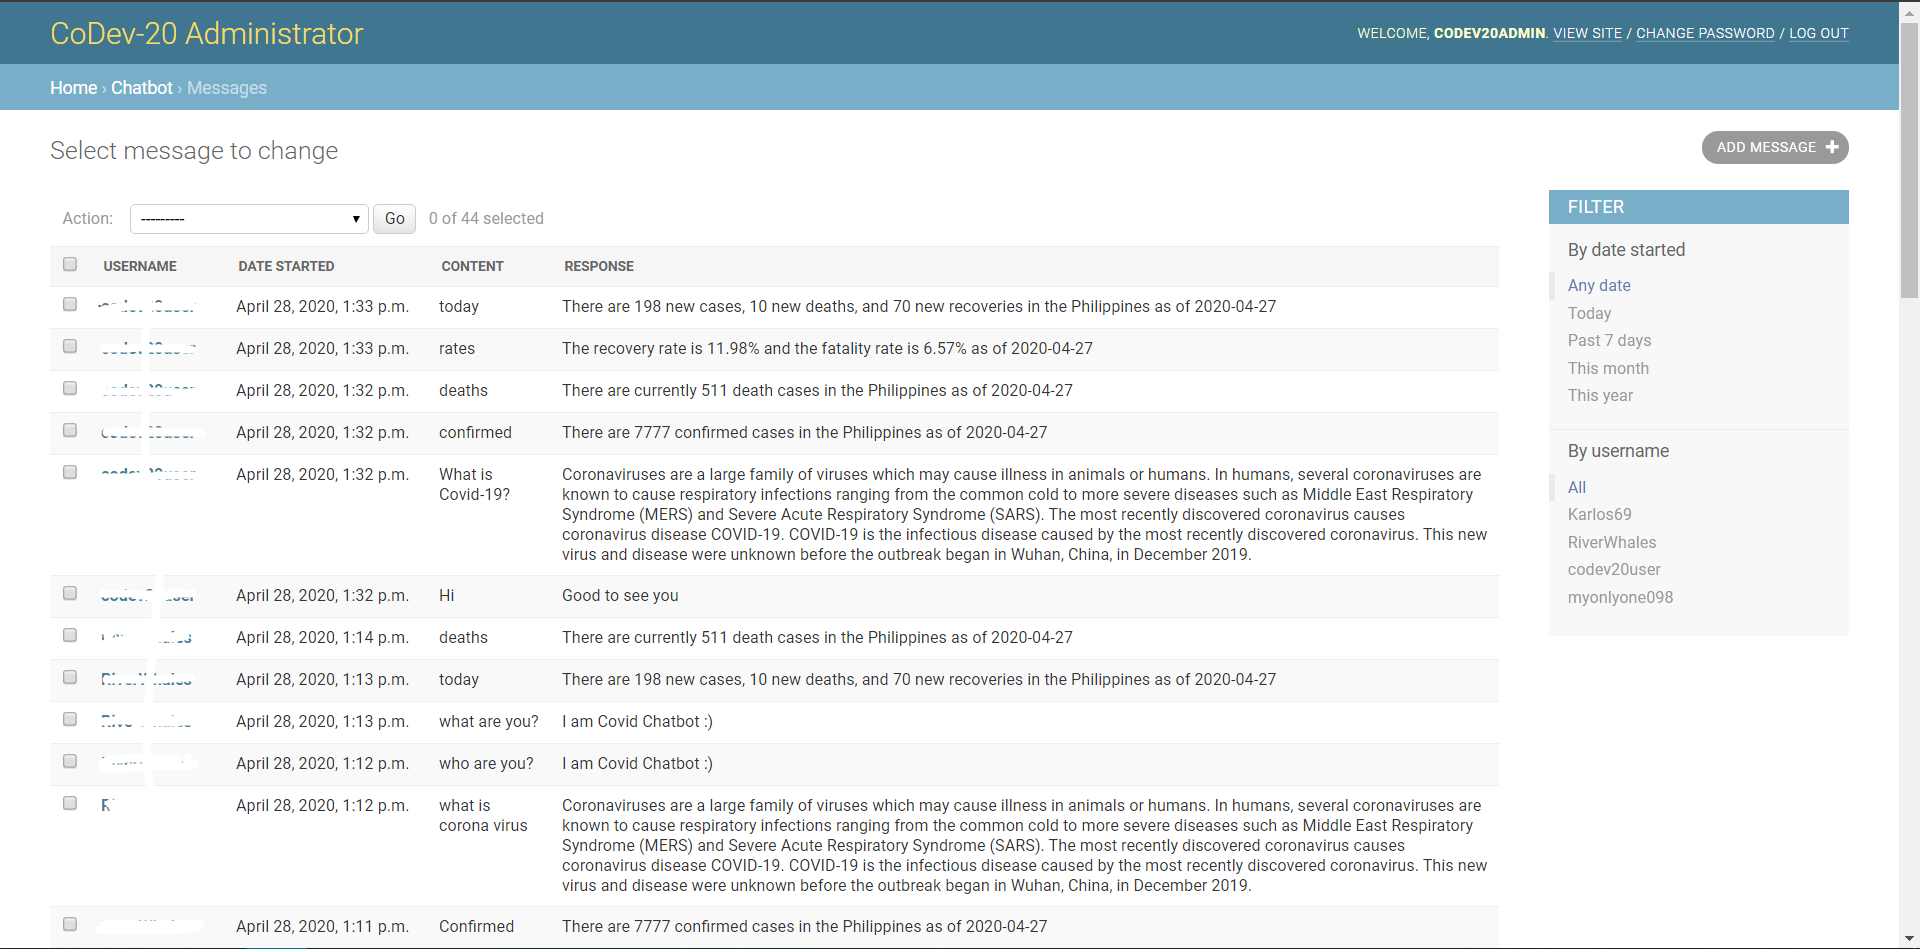 CoDev-20 Administrator
WELCOME, CODEV20ADMIN. VIEW SITE / CHANGE PASSWORD / LOG OUT
Home › Chatbot › Messages
Select message to change
ADD MESSAGE +
Action: --------- Go 0 of 44 selected
USERNAME DATE STARTED CONTENT RESPONSE
April 28, 2020, 1:33 p.m. today There are 198 new cases, 10 new deaths, and 70 new recoveries in the Philippines as of 2020-04-27
April 28, 2020, 1:33 p.m. rates The recovery rate is 11.98% and the fatality rate is 6.57% as of 2020-04-27
April 28, 2020, 1:32 p.m. deaths There are currently 511 death cases in the Philippines as of 2020-04-27
April 28, 2020, 1:32 p.m. confirmed There are 7777 confirmed cases in the Philippines as of 2020-04-27
April 28, 2020, 1:32 p.m. What is Coronaviruses are a large family of viruses which may cause illness in animals or humans. In humans, several coronaviruses are
Covid-19? known to cause respiratory infections ranging from the common cold to more severe diseases such as Middle East Respiratory
Syndrome (MERS) and Severe Acute Respiratory Syndrome (SARS). The most recently discovered coronavirus causes
coronavirus disease COVID-19. COVID-19 is the infectious disease caused by the most recently discovered coronavirus. This new
virus and disease were unknown before the outbreak began in Wuhan, China, in December 2019.
April 28, 2020, 1:32 p.m. Hi Good to see you
April 28, 2020, 1:14 p.m. deaths There are currently 511 death cases in the Philippines as of 2020-04-27
April 28, 2020, 1:13 p.m. today There are 198 new cases, 10 new deaths, and 70 new recoveries in the Philippines as of 2020-04-27
April 28, 2020, 1:13 p.m. what are you? I am Covid Chatbot :)
April 28, 2020, 1:12 p.m. who are you? I am Covid Chatbot :)
April 28, 2020, 1:12 p.m. what is Coronaviruses are a large family of viruses which may cause illness in animals or humans. In humans, several coronaviruses are
corona virus known to cause respiratory infections ranging from the common cold to more severe diseases such as Middle East Respiratory
Syndrome (MERS) and Severe Acute Respiratory Syndrome (SARS). The most recently discovered coronavirus causes
coronavirus disease COVID-19. COVID-19 is the infectious disease caused by the most recently discovered coronavirus. This new
virus and disease were unknown before the outbreak began in Wuhan, China, in December 2019.
April 28, 2020, 1:11 p.m. Confirmed There are 7777 confirmed cases in the Philippines as of 2020-04-27
FILTER
By date started
Any date
Today
Past 7 days
This month
This year
By username
All
Karlos69
RiverWhales
codev20user
myonlyone098